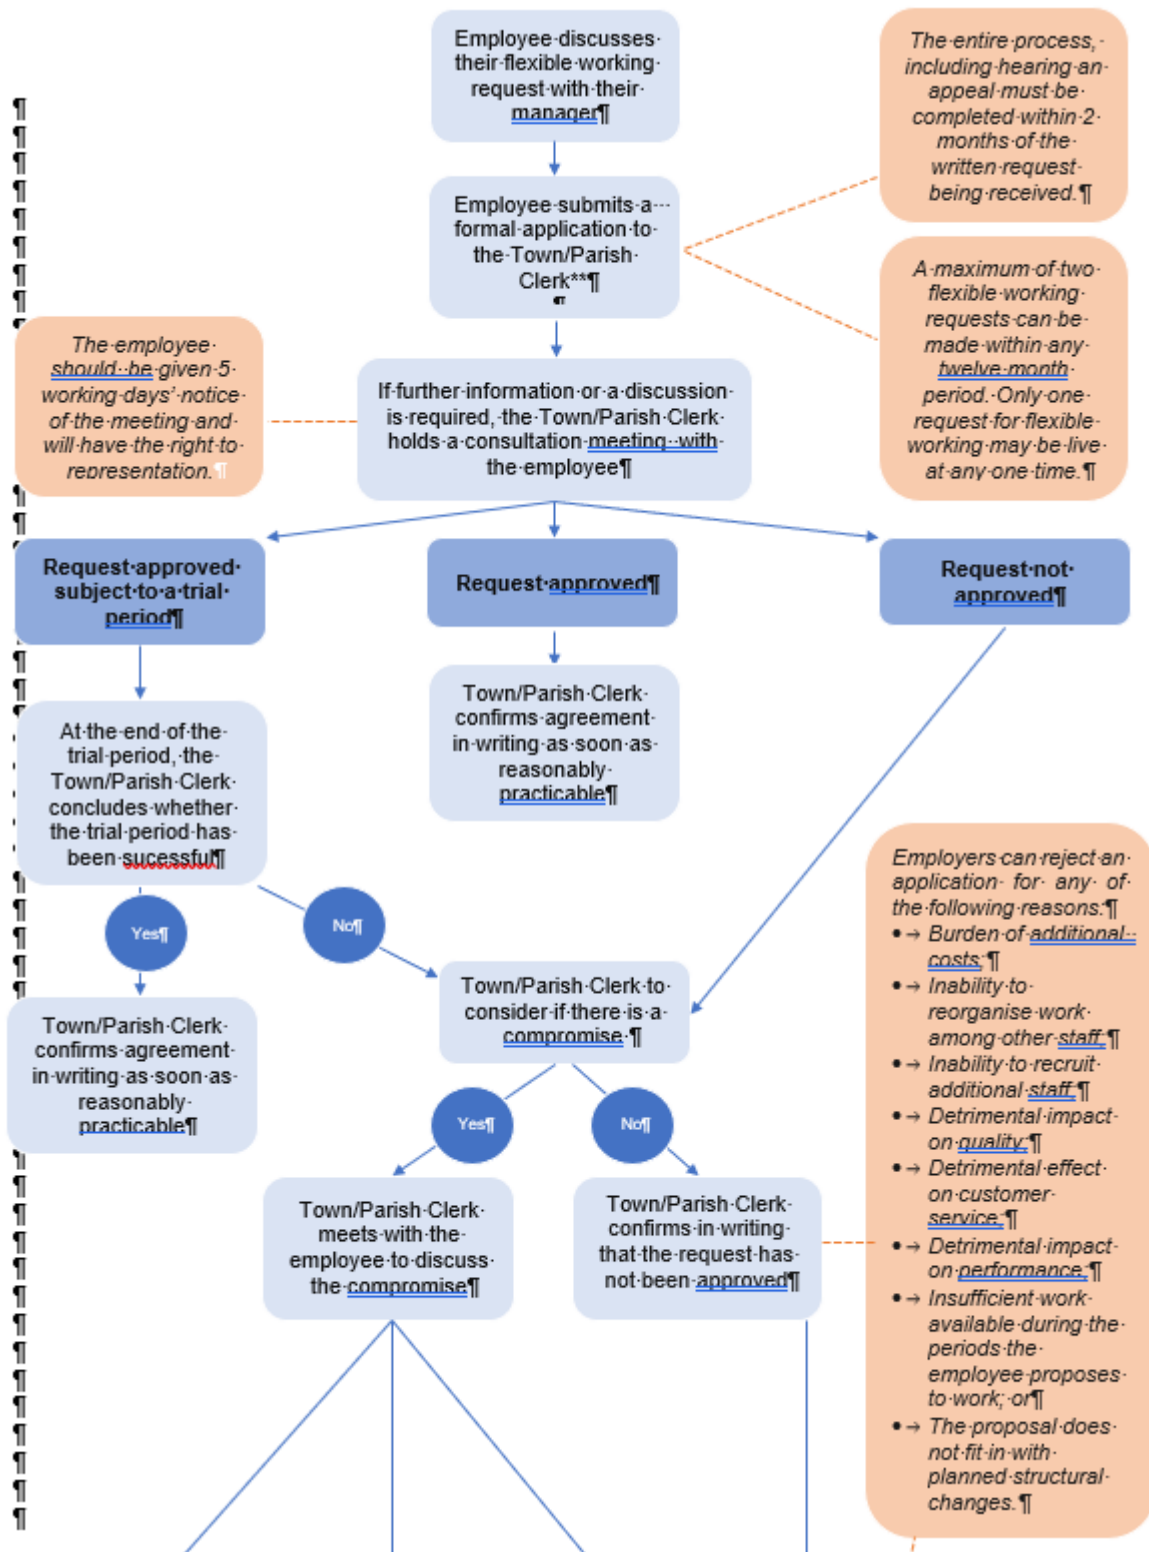 Employee discusses
their flexible working
request with their
manager¶
The entire process,
including hearing an
appeal must be
completed within 2
months of the
written request
being received.¶
Employee submits a
formal application to
the Town/Parish
Clerk**¶
¶
A maximum of two
flexible working
requests can be
made within any
twelve month
period. Only one
request for flexible
working may be live
at any one time.¶
The employee
should be given 5
working days' notice
of the meeting and
will have the right to
representation.¶
If further information or a discussion
is required, the Town/Parish Clerk
holds a consultation meeting with
the employee¶
Request approved
subject to a trial
period¶
Request approved¶
Request not
approved¶
At the end of the
trial period, the
Town/Parish Clerk
concludes whether
the trial period has
been sucessful¶
Town/Parish Clerk
confirms agreement
in writing as soon as
reasonably
practicable¶
Yes¶
No¶
Town/Parish Clerk
confirms agreement
in writing as soon as
reasonably
practicable¶
Town/Parish Clerk to
consider if there is a
compromise ¶
Yes¶
No¶
Town/Parish Clerk
meets with the
employee to discuss
the compromise¶
Town/Parish Clerk
confirms in writing
that the request has
not been approved¶
Employers can reject an
application for any of
the following reasons:¶
• → Burden of additional
costs;¶
• → Inability to
reorganise work
among other staff;¶
• → Inability to recruit
additional staff;¶
• → Detrimental impact
on quality;¶
• → Detrimental effect
on customer
service;¶
• → Detrimental impact
on performance;¶
• → Insufficient work
available during the
periods the
employee proposes
to work; or¶
• → The proposal does
not fit in with
planned structural
changes.¶